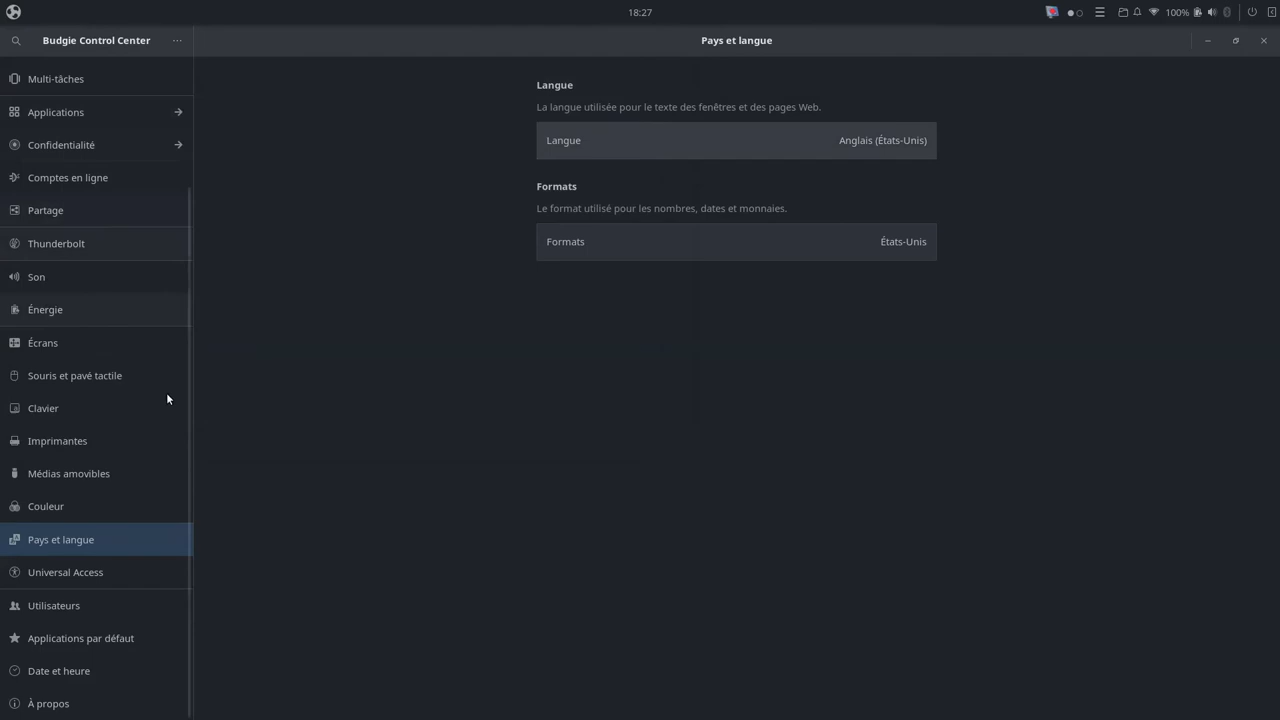 18:27
100%
Budgie Control Center
Pays et langue
Multi-tâches
Applications
Confidentialité
Comptes en ligne
Partage
Thunderbolt
Son
Énergie
Écrans
Souris et pavé tactile
Clavier
Imprimantes
Médias amovibles
Couleur
Pays et langue
Universal Access
Utilisateurs
Applications par défaut
Date et heure
À propos
Langue
La langue utilisée pour le texte des fenêtres et des pages Web.
Langue Anglais (États-Unis)
Formats
Le format utilisé pour les nombres, dates et monnaies.
Formats États-Unis